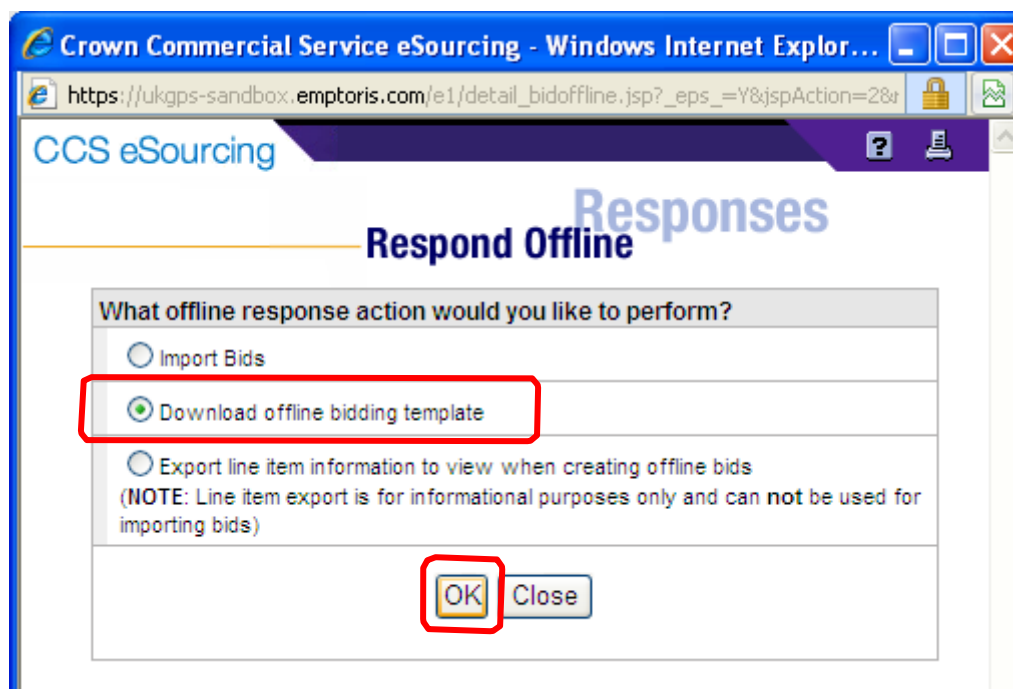 Crown Commercial Service eSourcing - Windows Internet Explor...
https://ukgps-sandbox.emptoris.com/e1/detail_bidoffline.jsp?_eps_=Y&jspAction=2&r
CCS eSourcing
Responses
Respond Offline
What offline response action would you like to perform?
Import Bids
Download offline bidding template
Export line item information to view when creating offline bids
(NOTE: Line item export is for informational purposes only and can not be used for
importing bids)
OK Close